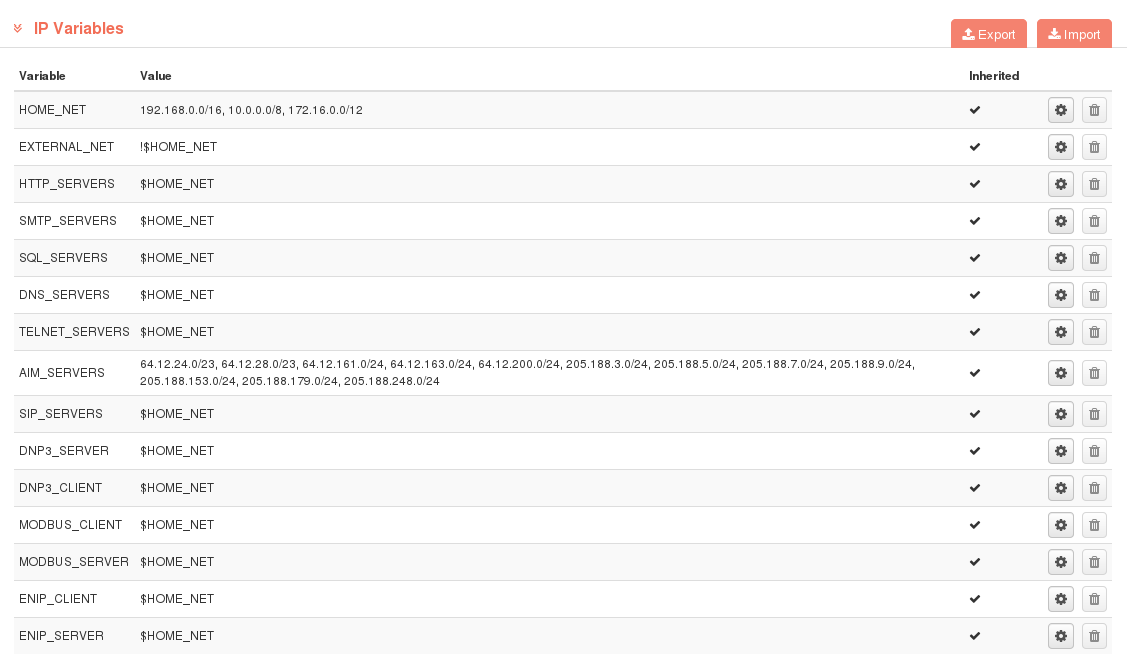 IP Variables
Export Import
Variable Value Inherited
HOME_NET 192.168.0.0/16, 10.0.0.0/8, 172.16.0.0/12
EXTERNAL_NET !$HOME_NET
HTTP_SERVERS $HOME_NET
SMTP_SERVERS $HOME_NET
SQL_SERVERS $HOME_NET
DNS_SERVERS $HOME_NET
TELNET_SERVERS $HOME_NET
AIM_SERVERS 64.12.24.0/23, 64.12.28.0/23, 64.12.161.0/24, 64.12.163.0/24, 64.12.200.0/24, 205.188.3.0/24, 205.188.5.0/24, 205.188.7.0/24, 205.188.9.0/24,
205.188.153.0/24, 205.188.179.0/24, 205.188.248.0/24
SIP_SERVERS $HOME_NET
DNP3_SERVER $HOME_NET
DNP3_CLIENT $HOME_NET
MODBUS_CLIENT $HOME_NET
MODBUS_SERVER $HOME_NET
ENIP_CLIENT $HOME_NET
ENIP_SERVER $HOME_NET